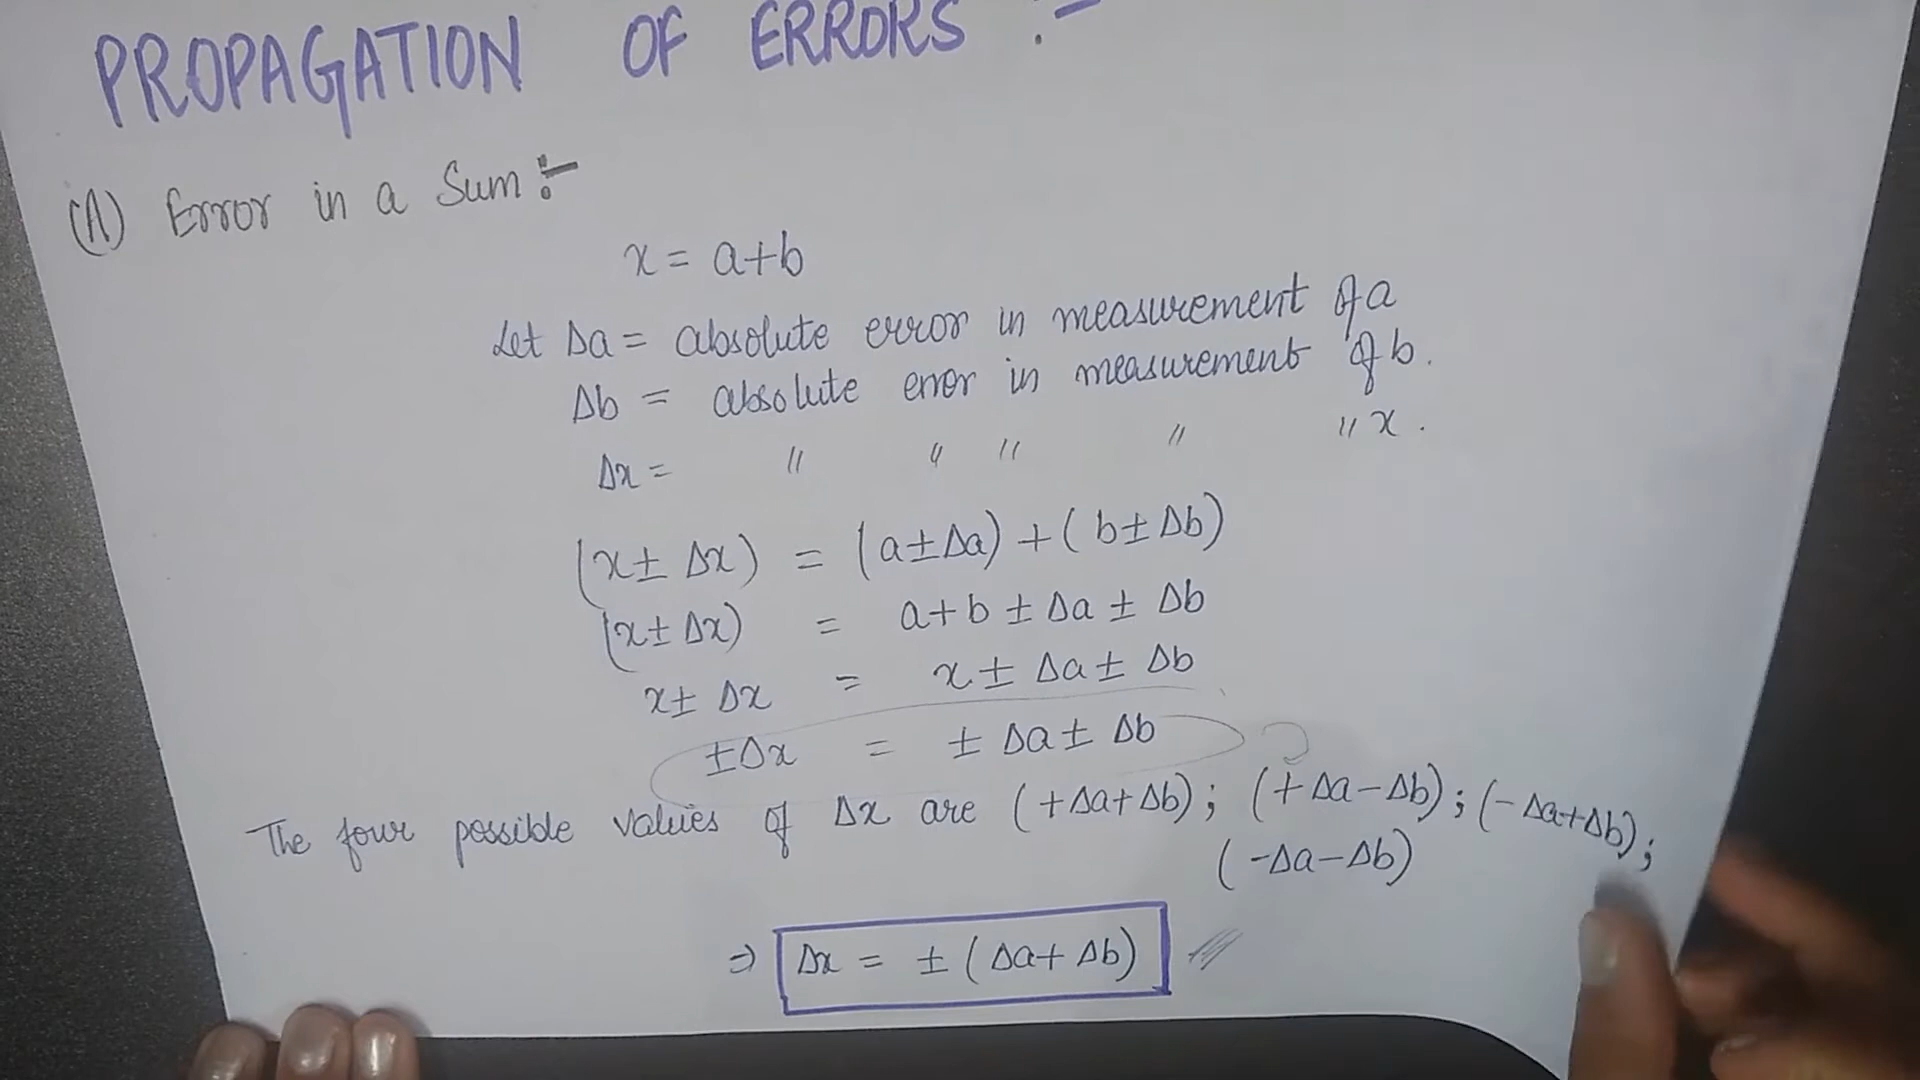 PROPAGATION OF ERRORS :-
(A) Error in a Sum :-
x = a+b
Let Δa = absolute error in measurement of a
Δb = absolute error in measurement of b.
Δx = " " " " " x.
(x ± Δx) = (a ± Δa) + ( b ± Δb)
(x ± Δx) = a + b ± Δa ± Δb
x ± Δx = x ± Δa ± Δb
± Δx = ± Δa ± Δb
The four possible values of Δx are (+Δa+Δb); (+Δa-Δb); (-Δa+Δb);
(-Δa-Δb)
⇒ Δx = ± (Δa + Δb)